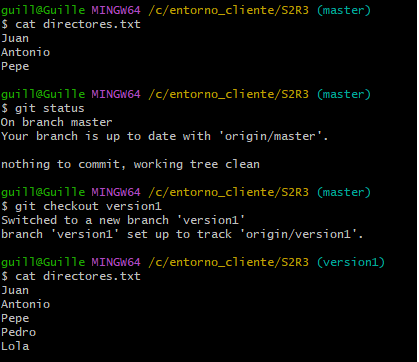 guill@Guille MINGW64 /c/entorno_cliente/S2R3 (master)
$ cat directores.txt
Juan
Antonio
Pepe
guill@Guille MINGW64 /c/entorno_cliente/S2R3 (master)
$ git status
On branch master
Your branch is up to date with 'origin/master'.
nothing to commit, working tree clean
guill@Guille MINGW64 /c/entorno_cliente/S2R3 (master)
$ git checkout version1
Switched to a new branch 'version1'
branch 'version1' set up to track 'origin/version1'.
guill@Guille MINGW64 /c/entorno_cliente/S2R3 (version1)
$ cat directores.txt
Juan
Antonio
Pepe
Pedro
Lola